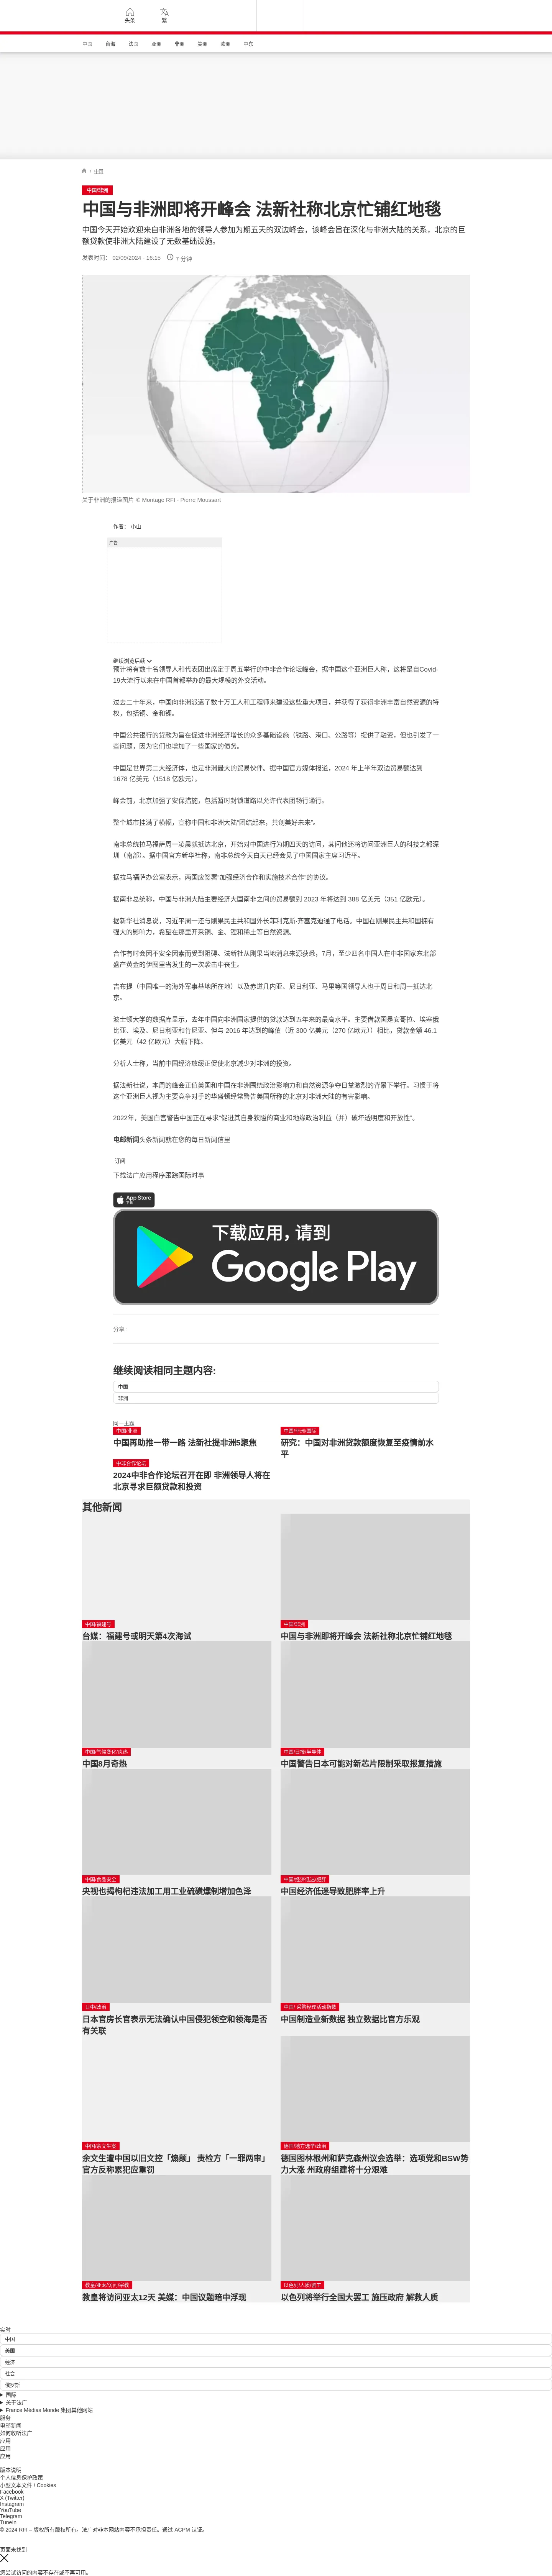 头条
繁
中国
台海
法国
亚洲
非洲
美洲
欧洲
中东
中国
中国/非洲
中国与非洲即将开峰会 法新社称北京忙铺红地毯
中国今天开始欢迎来自非洲各地的领导人参加为期五天的双边峰会，该峰会旨在深化与非洲大陆的关系，北京的巨
额贷款使非洲大陆建设了无数基础设施。
发表时间： 02/09/2024 - 16:15 7 分钟
关于非洲的报道图片 © Montage RFI - Pierre Moussart
作者： 小山
广告
继续浏览后续
预计将有数十名领导人和代表团出席定于周五举行的中非合作论坛峰会，据中国这个亚洲巨人称，这将是自Covid-
19大流行以来在中国首都举办的最大规模的外交活动。
过去二十年来，中国向非洲派遣了数十万工人和工程师来建设这些重大项目，并获得了获得非洲丰富自然资源的特
权，包括铜、金和锂。
中国公共银行的贷款为旨在促进非洲经济增长的众多基础设施（铁路、港口、公路等）提供了融资，但也引发了一
些问题，因为它们也增加了一些国家的债务。
中国是世界第二大经济体，也是非洲最大的贸易伙伴。据中国官方媒体报道，2024 年上半年双边贸易额达到
1678 亿美元（1518 亿欧元）。
峰会前，北京加强了安保措施，包括暂时封锁道路以允许代表团畅行通行。
整个城市挂满了横幅，宣称中国和非洲大陆“团结起来，共创美好未来”。
南非总统拉马福萨周一凌晨就抵达北京，开始对中国进行为期四天的访问，其间他还将访问亚洲巨人的科技之都深
圳（南部）。据中国官方新华社称，南非总统今天白天已经会见了中国国家主席习近平。
据拉马福萨办公室表示，两国应签署“加强经济合作和实施技术合作”的协议。
据南非总统称，中国与非洲大陆主要经济大国南非之间的贸易额到 2023 年将达到 388 亿美元（351 亿欧元）。
据新华社消息说，习近平周一还与刚果民主共和国外长菲利克斯·齐塞克迪通了电话。中国在刚果民主共和国拥有
强大的影响力，希望在那里开采铜、金、锂和稀土等自然资源。
合作有时会因不安全因素而受到阻碍。法新社从刚果当地消息来源获悉，7月，至少四名中国人在中非国家东北部
盛产黄金的伊图里省发生的一次袭击中丧生。
吉布提（中国唯一的海外军事基地所在地）以及赤道几内亚、尼日利亚、马里等国领导人也于周日和周一抵达北
京。
波士顿大学的数据库显示，去年中国向非洲国家提供的贷款达到五年来的最高水平。主要借款国是安哥拉、埃塞俄
比亚、埃及、尼日利亚和肯尼亚。但与 2016 年达到的峰值（近 300 亿美元（270 亿欧元））相比，贷款金额 46.1
亿美元（42 亿欧元）大幅下降。
分析人士称，当前中国经济放缓正促使北京减少对非洲的投资。
据法新社说，本周的峰会正值美国和中国在非洲围绕政治影响力和自然资源争夺日益激烈的背景下举行。习惯于将
这个亚洲巨人视为主要竞争对手的华盛顿经常警告美国所称的北京对非洲大陆的有害影响。
2022年，美国白宫警告中国正在寻求“促进其自身狭隘的商业和地缘政治利益（并）破坏透明度和开放性”。
电邮新闻头条新闻就在您的每日新闻信里
订阅
下载法广应用程序跟踪国际时事
App Store
下载
下载应用，请到
Google Play
分享 :
继续阅读相同主题内容:
中国
非洲
同一主题
中国/非洲
中国再助推一带一路 法新社提非洲5聚焦
中国/非洲/国际
研究：中国对非洲贷款额度恢复至疫情前水
平
中非合作论坛
2024中非合作论坛召开在即 非洲领导人将在
北京寻求巨额贷款和投资
其他新闻
中国/福建号
台媒：福建号或明天第4次海试
中国/非洲
中国与非洲即将开峰会 法新社称北京忙铺红地毯
中国/气候变化/炎热
中国8月奇热
中国/日报/半导体
中国警告日本可能对新芯片限制采取报复措施
中国/食品安全
央视也揭枸杞违法加工用工业硫磺燻制增加色泽
中国/经济低迷/肥胖
中国经济低迷导致肥胖率上升
日中/政治
日本官房长官表示无法确认中国侵犯领空和领海是否
有关联
中国/ 采购经理活动指数
中国制造业新数据 独立数据比官方乐观
中国/余文生案
余文生遭中国以旧文控「煽颠」 责检方「一罪两审」
官方反称累犯应重罚
德国/地方选举/政治
德国图林根州和萨克森州议会选举：选项党和BSW势
力大涨 州政府组建将十分艰难
教皇/亚太/访问/宗教
教皇将访问亚太12天 美媒：中国议题暗中浮现
以色列/人质/罢工
以色列将举行全国大罢工 施压政府 解救人质
实时
中国
美国
经济
社会
俄罗斯
国际
关于法广
France Médias Monde 集团其他网站
服务
电邮新闻
如何收听法广
应用
应用
应用
版本说明
个人信息保护政策
小型文本文件 / Cookies
Facebook
X (Twitter)
Instagram
YouTube
Telegram
TuneIn
© 2024 RFI – 版权所有版权所有。法广对非本网站内容不承担责任。通过 ACPM 认证。
页面未找到
您尝试访问的内容不存在或不再可用。